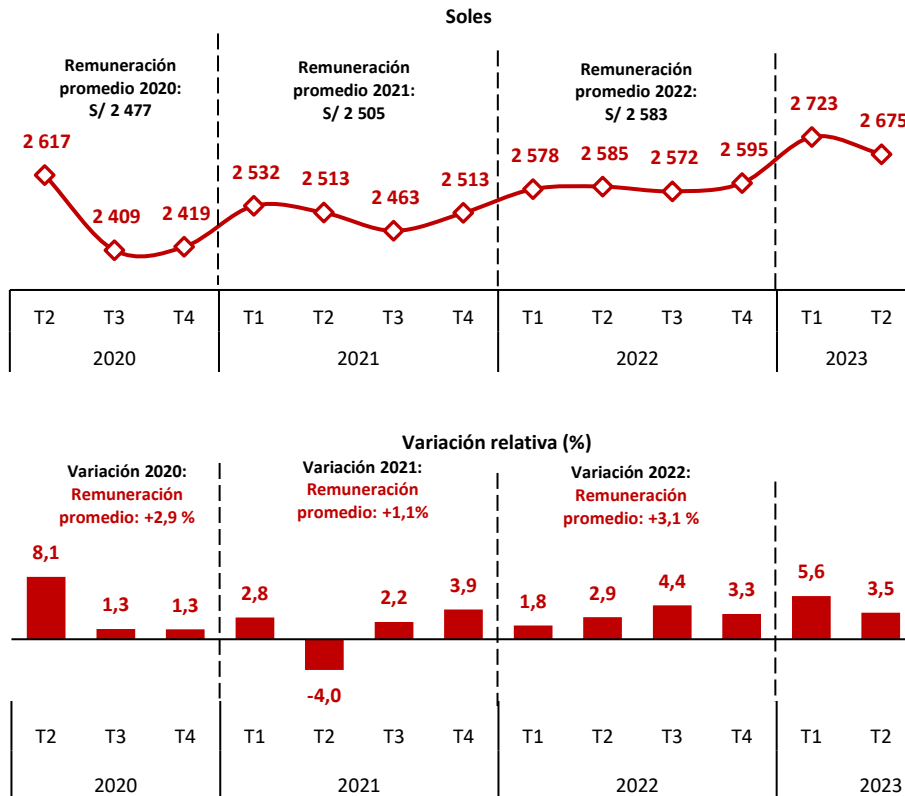 Soles
Remuneración
promedio 2020:
S/ 2 477
Remuneración
promedio 2021:
S/ 2 505
Remuneración
promedio 2022:
S/ 2 583
2 617
2 409
2 419
2 532
2 513
2 463
2 513
2 578
2 585
2 572
2 595
2 723
2 675
T2 T3 T4 T1 T2 T3 T4 T1 T2 T3 T4 T1 T2
2020 2021 2022 2023
Variación relativa (%)
Variación 2020:
Remuneración
promedio: +2,9 %
Variación 2021:
Remuneración
promedio: +1,1%
Variación 2022:
Remuneración
promedio: +3,1 %
8,1
1,3
1,3
2,8
-4,0
2,2
3,9
1,8
2,9
4,4
3,3
5,6
3,5
T2 T3 T4 T1 T2 T3 T4 T1 T2 T3 T4 T1 T2
2020 2021 2022 2023